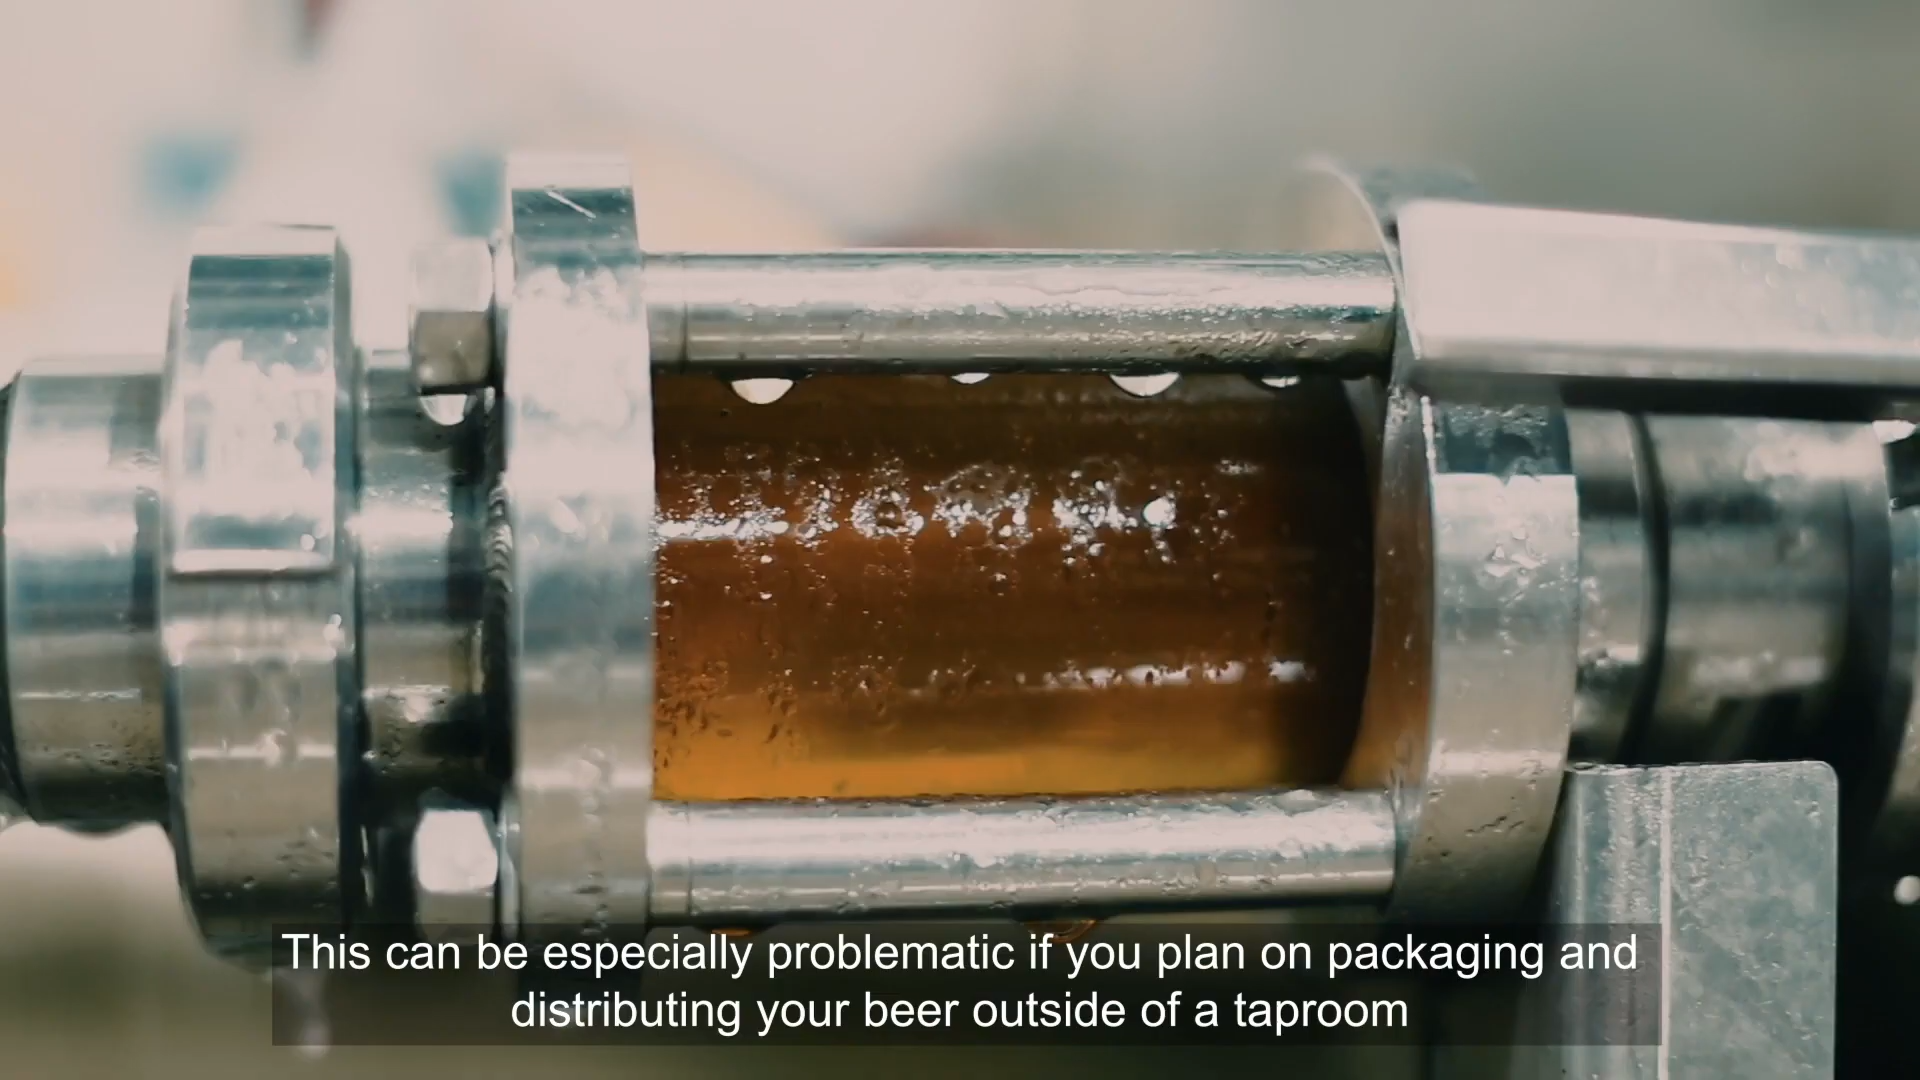 This can be especially problematic if you plan on packaging and
distributing your beer outside of a taproom